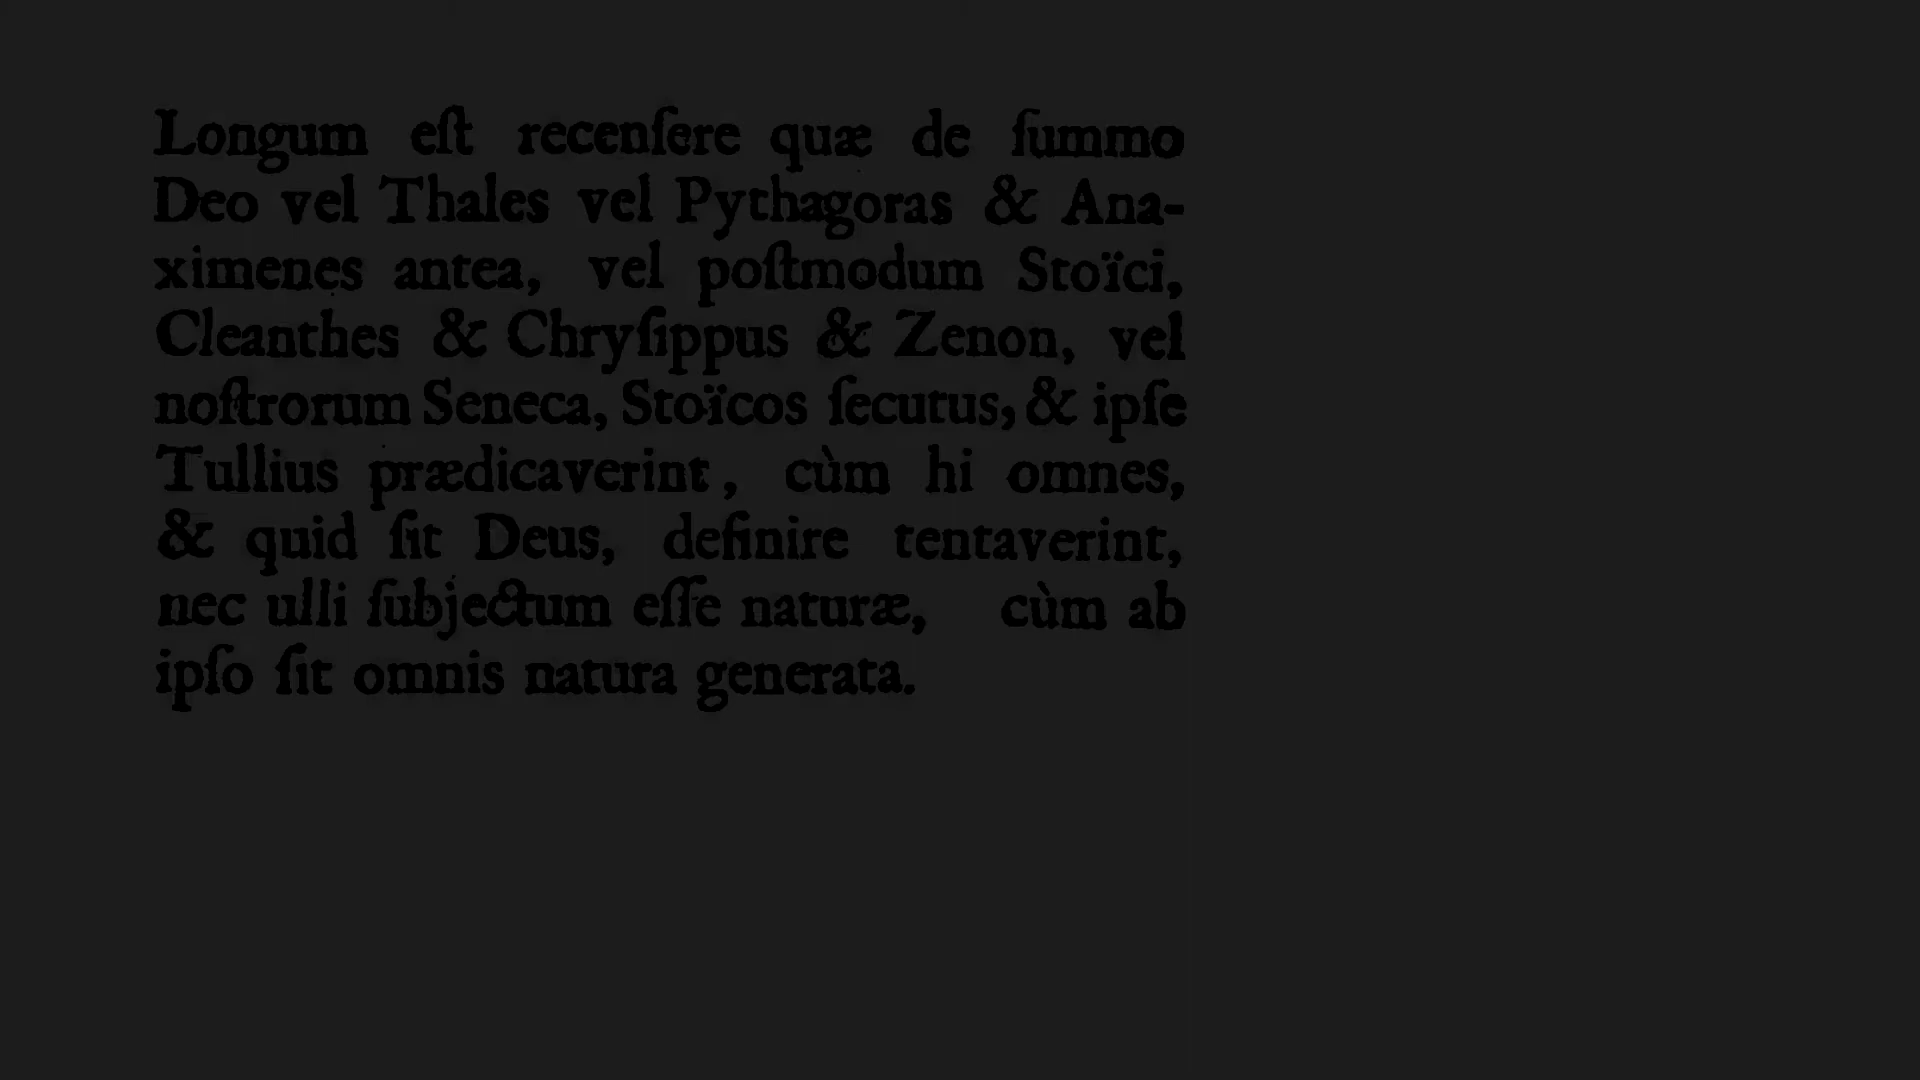 Longum eſt recenſere quæ de ſummo
Deo vel Thales vel Pythagoras & Ana-
ximenes antea, vel poſtmodum Stoïci,
Cleanthes & Chryſippus & Zenon, vel
noſtrorum Seneca, Stoïcos ſecutus, & ipſe
Tullius prædicaverint, cùm hi omnes,
& quid ſit Deus, definire tentaverint,
nec ulli ſubjectum eſſe naturæ, cùm ab
ipſo ſit omnis natura generata.